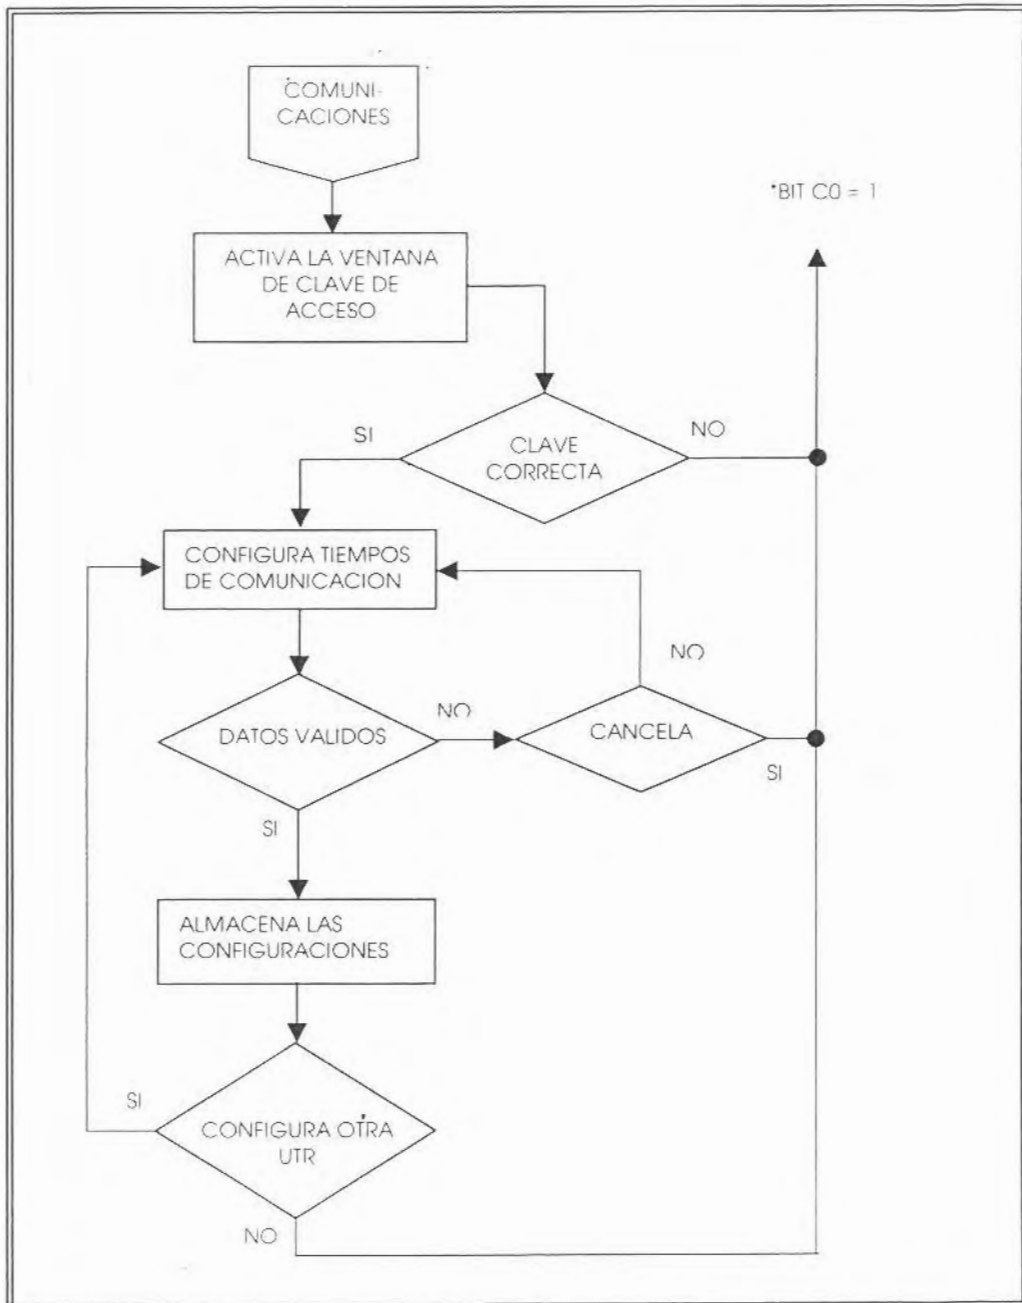 COMUNI-
CACIONES
*BIT C0 = 1
ACTIVA LA VENTANA
DE CLAVE DE
ACCESO
SI
NO
CLAVE
CORRECTA
CONFIGURA TIEMPOS
DE COMUNICACION
NO
NO
DATOS VALIDOS
CANCELA
SI
SI
ALMACENA LAS
CONFIGURACIONES
SI
CONFIGURA OTRA
UTR
NO